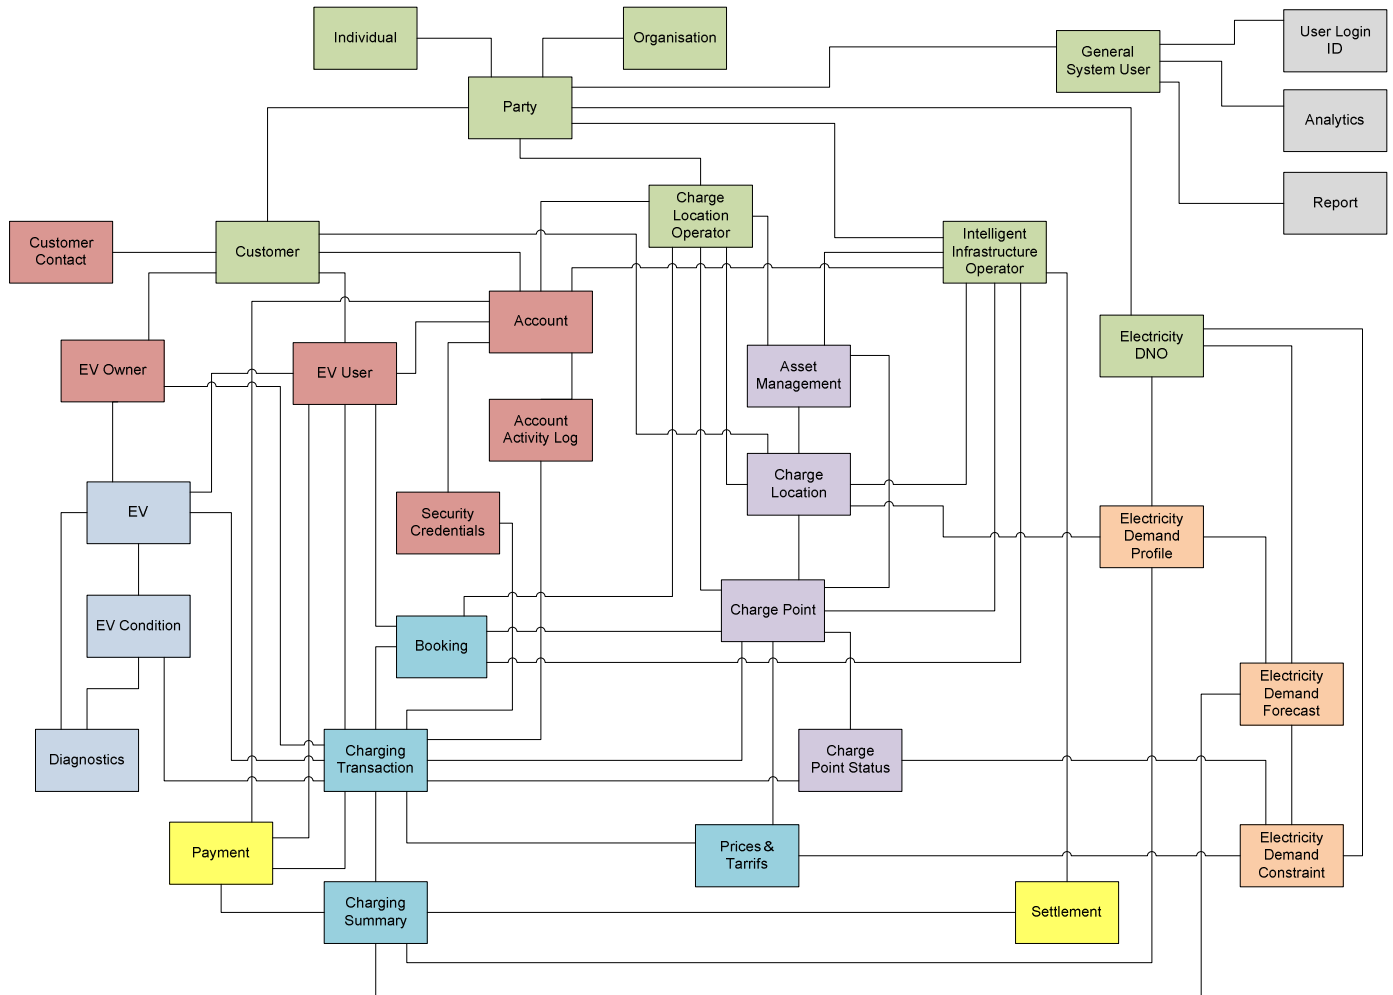 Individual
Organisation
General
System User
User Login
ID
Party
Analytics
Report
Charge
Location
Operator
Customer
Contact
Customer
Intelligent
Infrastructure
Operator
Account
Electricity
DNO
EV Owner
EV User
Asset
Management
Account
Activity Log
Charge
Location
EV
Security
Credentials
Electricity
Demand
Profile
EV Condition
Charge Point
Booking
Electricity
Demand
Forecast
Diagnostics
Charging
Transaction
Charge
Point Status
Payment
Prices &
Tarrifs
Electricity
Demand
Constraint
Charging
Summary
Settlement